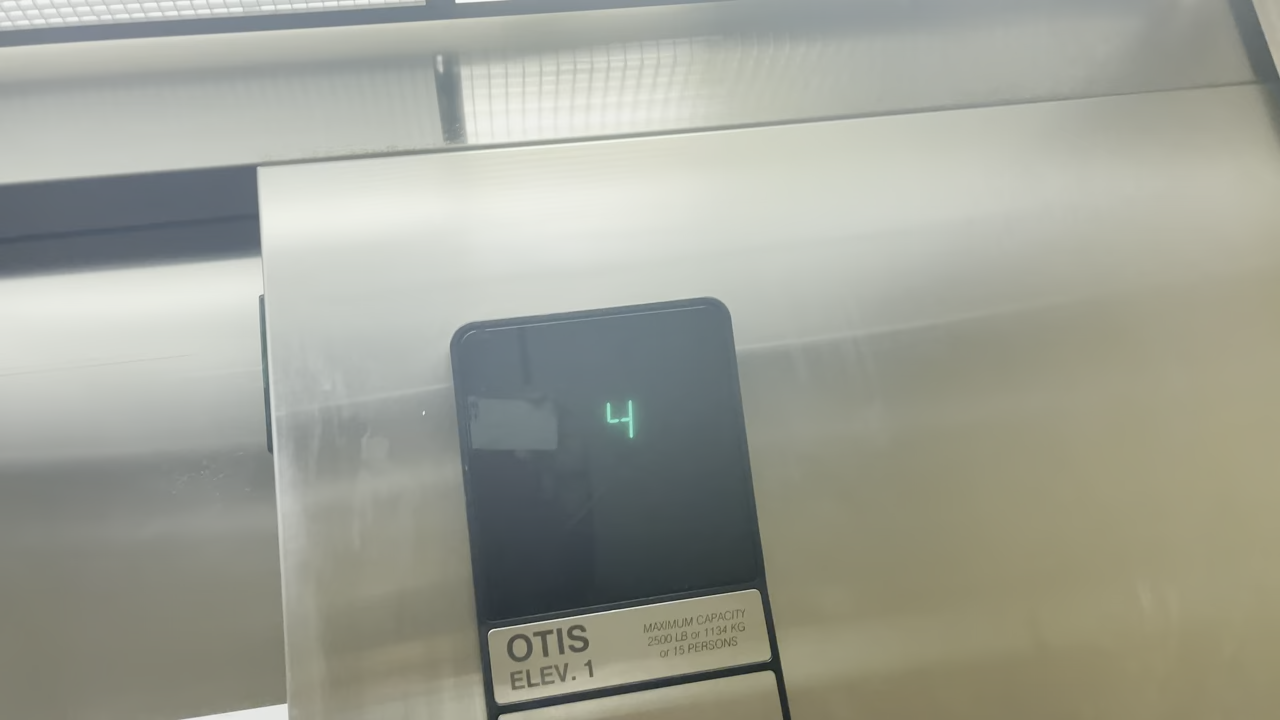 4
OTIS
ELEV. 1
MAXIMUM CAPACITY
2500 LB or 1134 KG
or 15 PERSONS